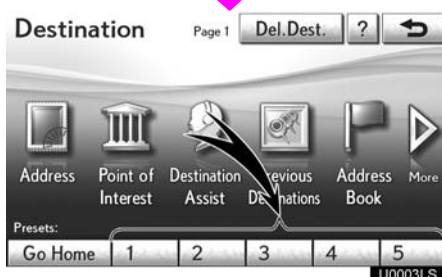 Destination Page 1 Del.Dest. ?
Address Point of Interest Destination Assist Address Book More
Presets:
Go Home 1 2 3 4 5
U0003LS